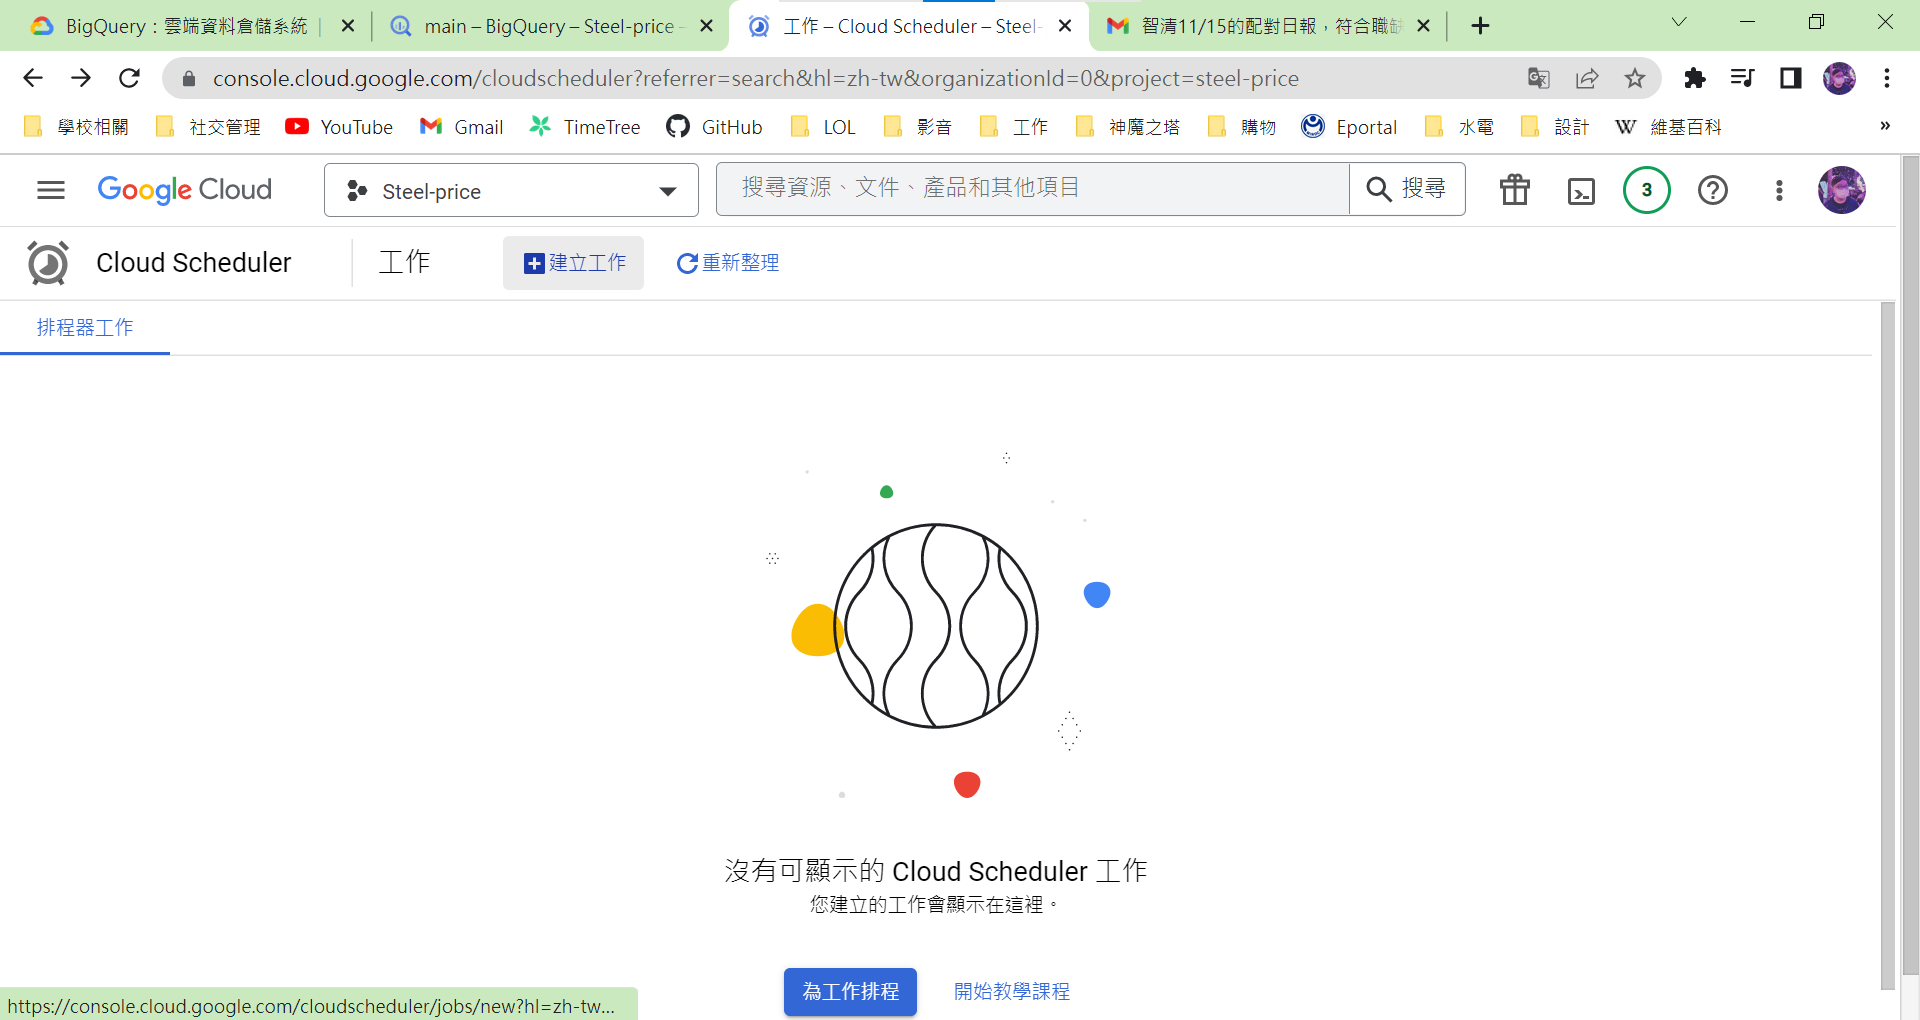 BigQuery：雲端資料倉儲系統 |
main – BigQuery – Steel-price –
工作 – Cloud Scheduler – Steel-
智清11/15的配對日報，符合職缺
console.cloud.google.com/cloudscheduler?referrer=search&hl=zh-tw&organizationId=0&project=steel-price
學校相關 社交管理 YouTube Gmail TimeTree GitHub LOL 影音 工作 神魔之塔 購物 Eportal 水電 設計 W 維基百科 »
Google Cloud Steel-price 搜尋資源、文件、產品和其他項目 搜尋 3
Cloud Scheduler 工作 建立工作 重新整理
排程器工作
沒有可顯示的 Cloud Scheduler 工作
您建立的工作會顯示在這裡。
為工作排程 開始教學課程
https://console.cloud.google.com/cloudscheduler/jobs/new?hl=zh-tw...